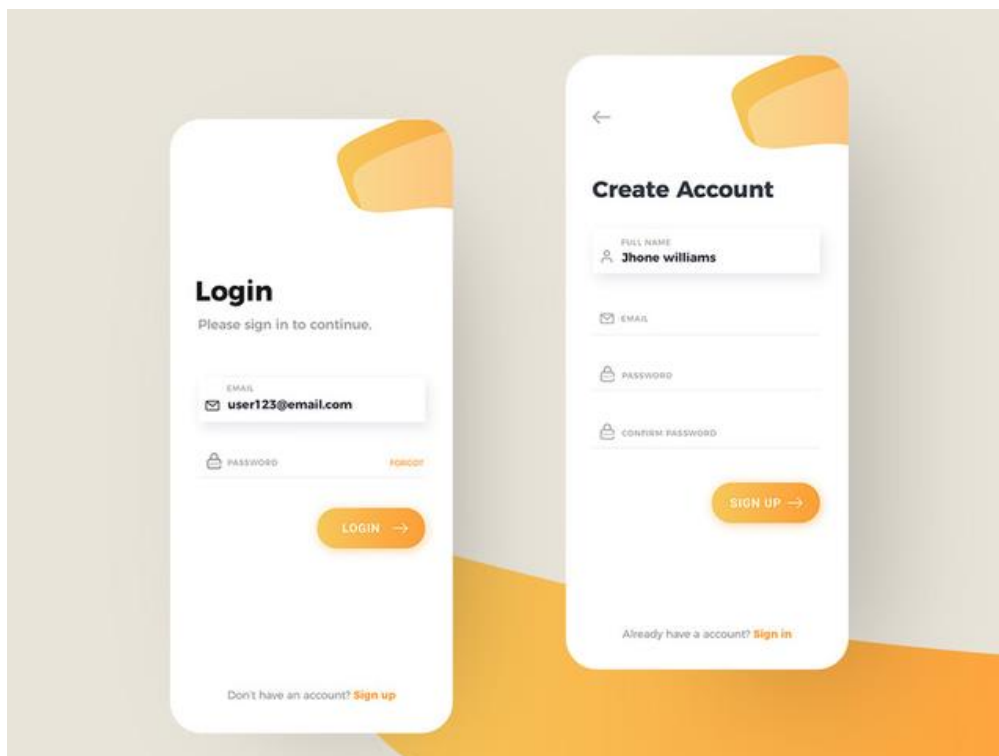 Login
Please sign in to continue.
EMAIL
user123@email.com
PASSWORD
FORGOT
LOGIN
Don't have an account? Sign up
Create Account
FULL NAME
Jhone williams
EMAIL
PASSWORD
CONFIRM PASSWORD
SIGN UP
Already have a account? Sign in